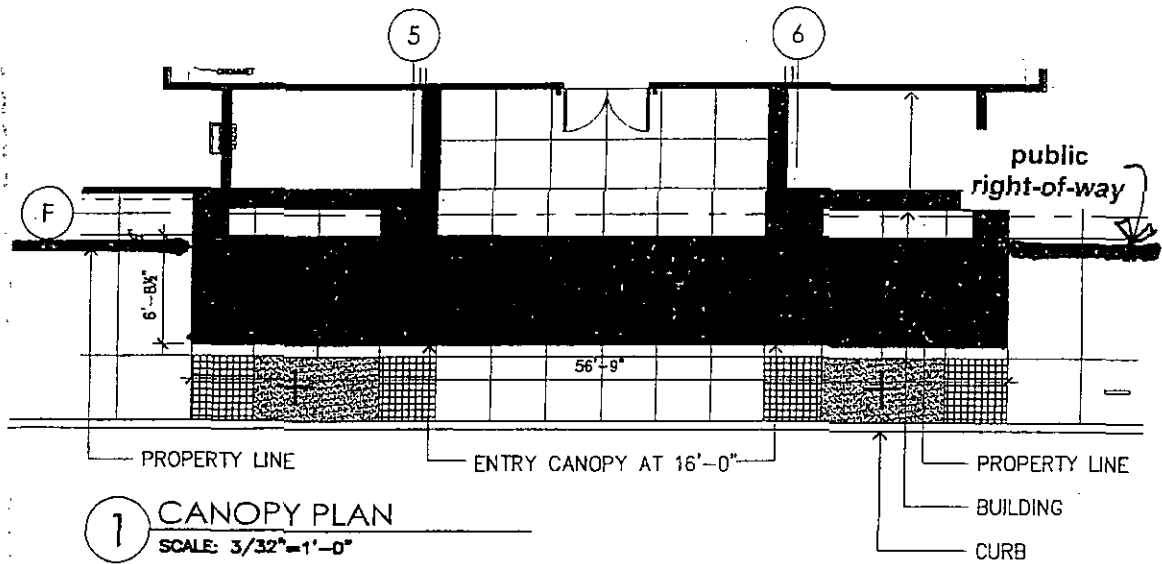 5
6
GROMMET
public
right-of-way
F
6'-8½"
56'-9"
PROPERTY LINE
ENTRY CANOPY AT 16'-0"
PROPERTY LINE
BUILDING
CURB
1
CANOPY PLAN
SCALE: 3/32"=1'-0"